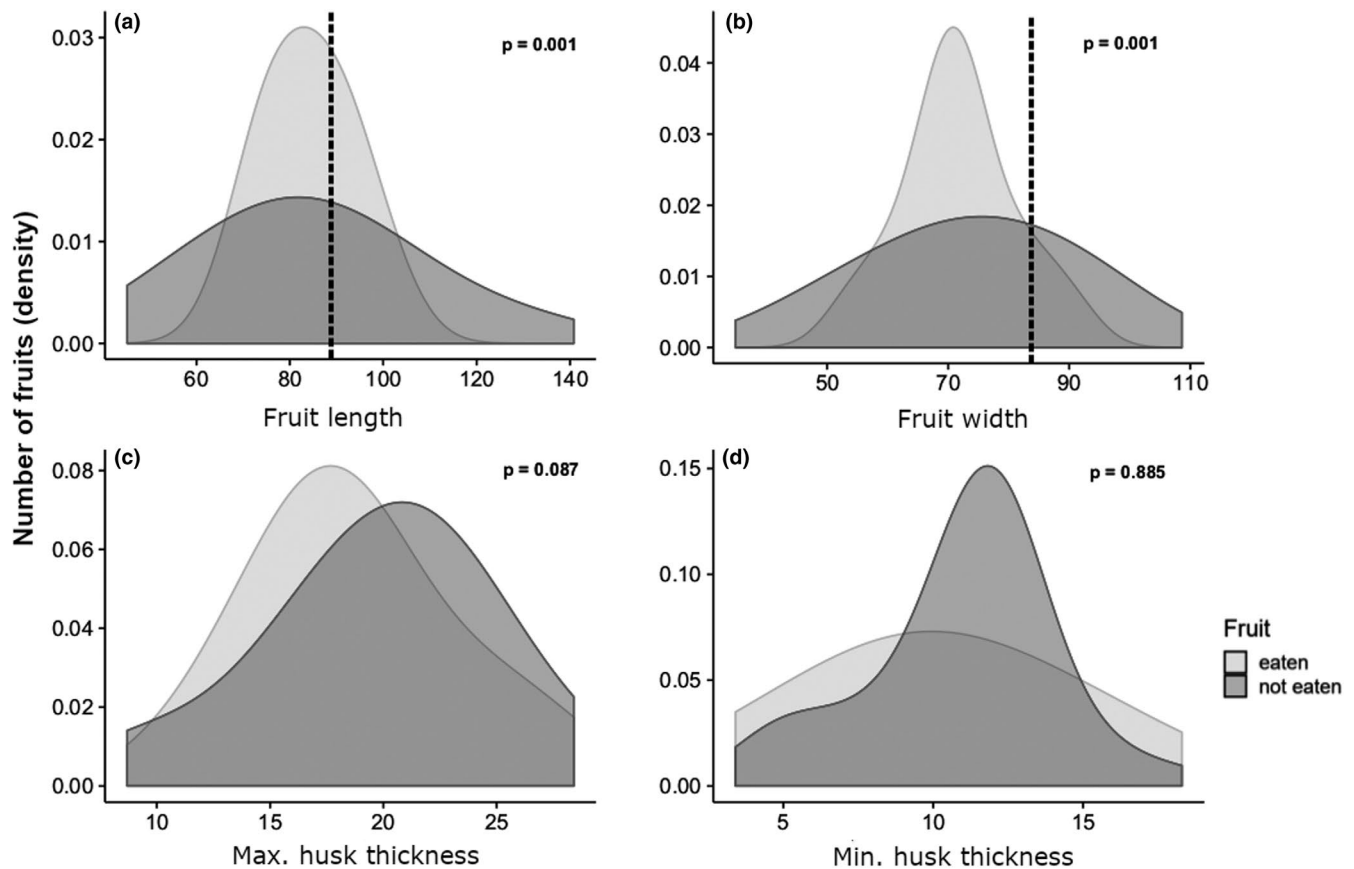 Number of fruits (density)
(a)
p = 0.001
0.03
0.02
0.01
0.00
60 80 100 120 140
Fruit length
(b)
p = 0.001
0.04
0.03
0.02
0.01
0.00
50 70 90 110
Fruit width
(c)
p = 0.087
0.08
0.06
0.04
0.02
0.00
10 15 20 25
Max. husk thickness
(d)
p = 0.885
0.15
0.10
0.05
0.00
5 10 15
Min. husk thickness
Fruit
eaten
not eaten